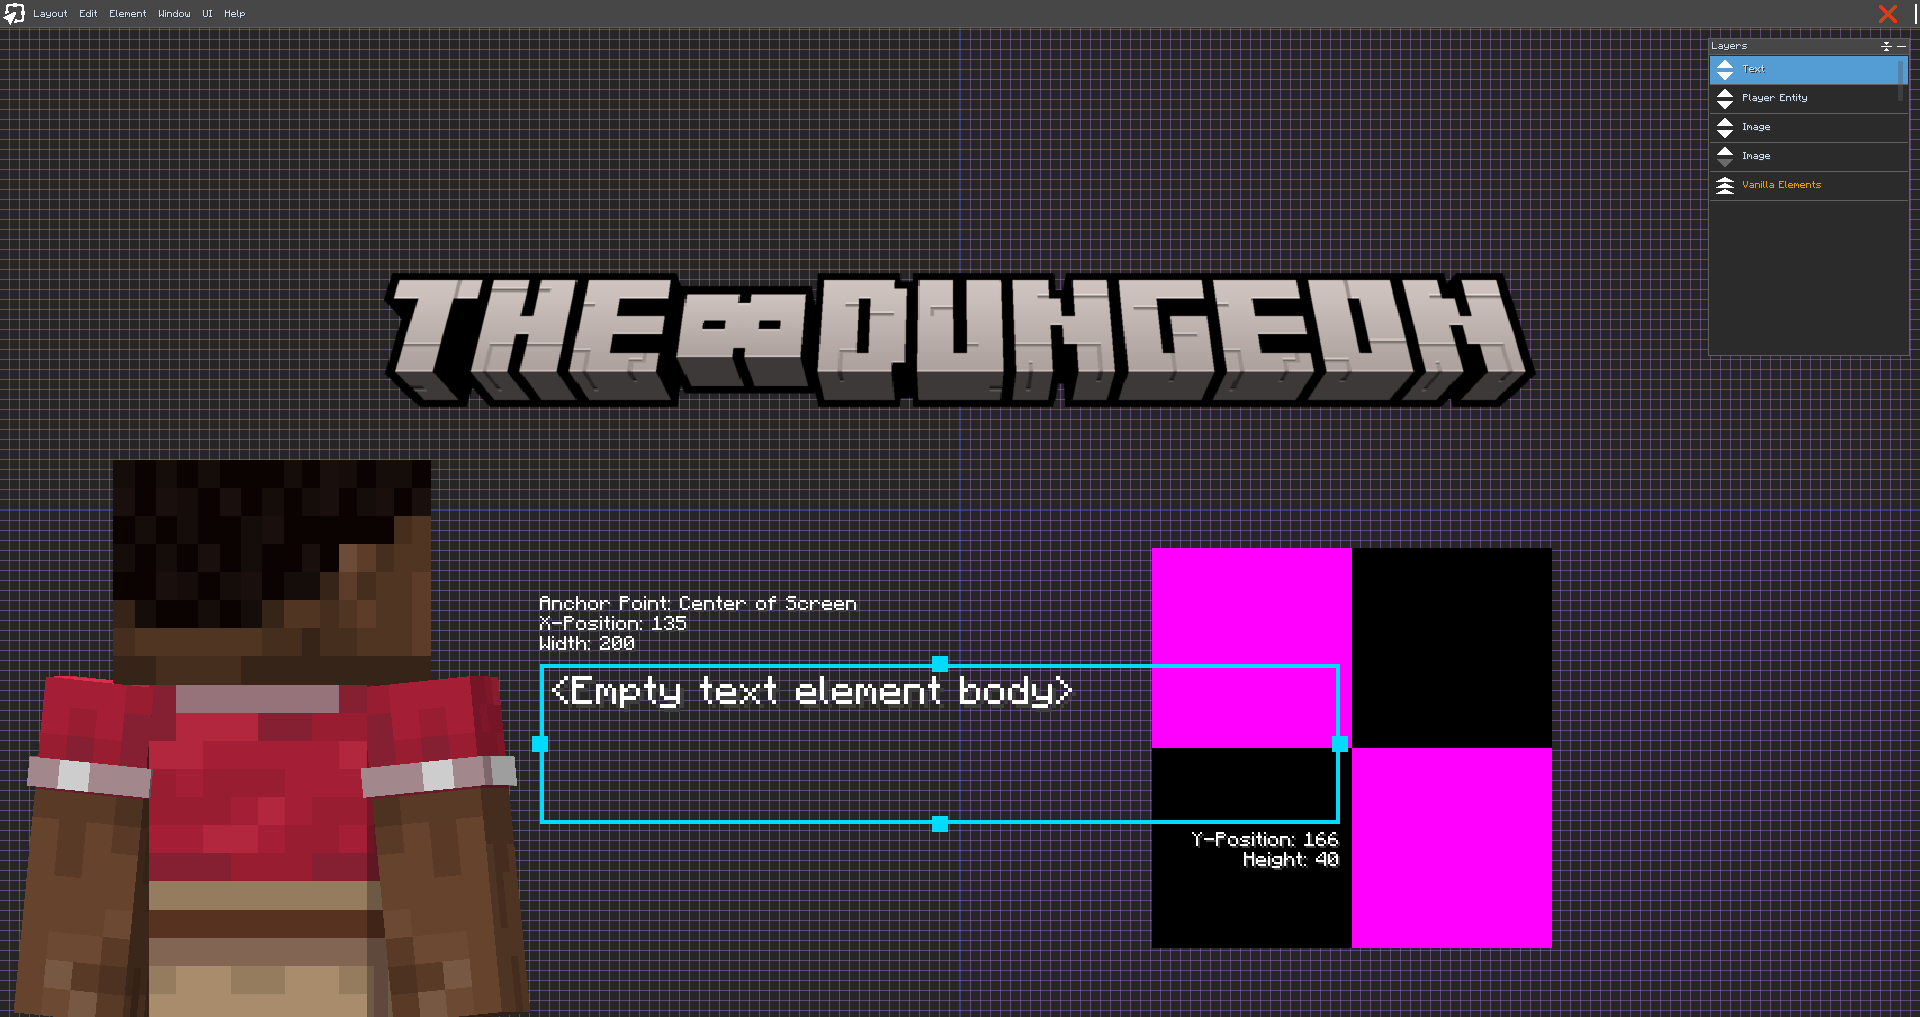 Layout Edit Element Window UI Help
Layers
Text
Player Entity
Image
Image
Vanilla Elements
THE∞DUNGEON
Anchor Point: Center of Screen
X-Position: 135
Width: 200
<Empty text element body>
Y-Position: 166
Height: 40